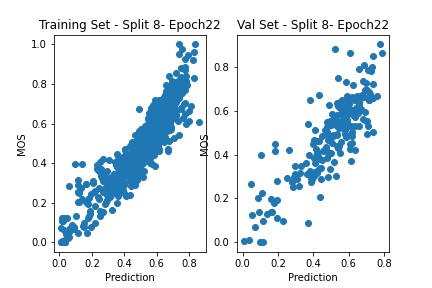 Training Set - Split 8- Epoch22
1.0
0.8
0.6
0.4
0.2
0.0
MOS
0.0 0.2 0.4 0.6 0.8
Prediction
Val Set - Split 8- Epoch22
0.8
0.6
0.4
0.2
0.0
MOS
0.0 0.2 0.4 0.6 0.8
Prediction